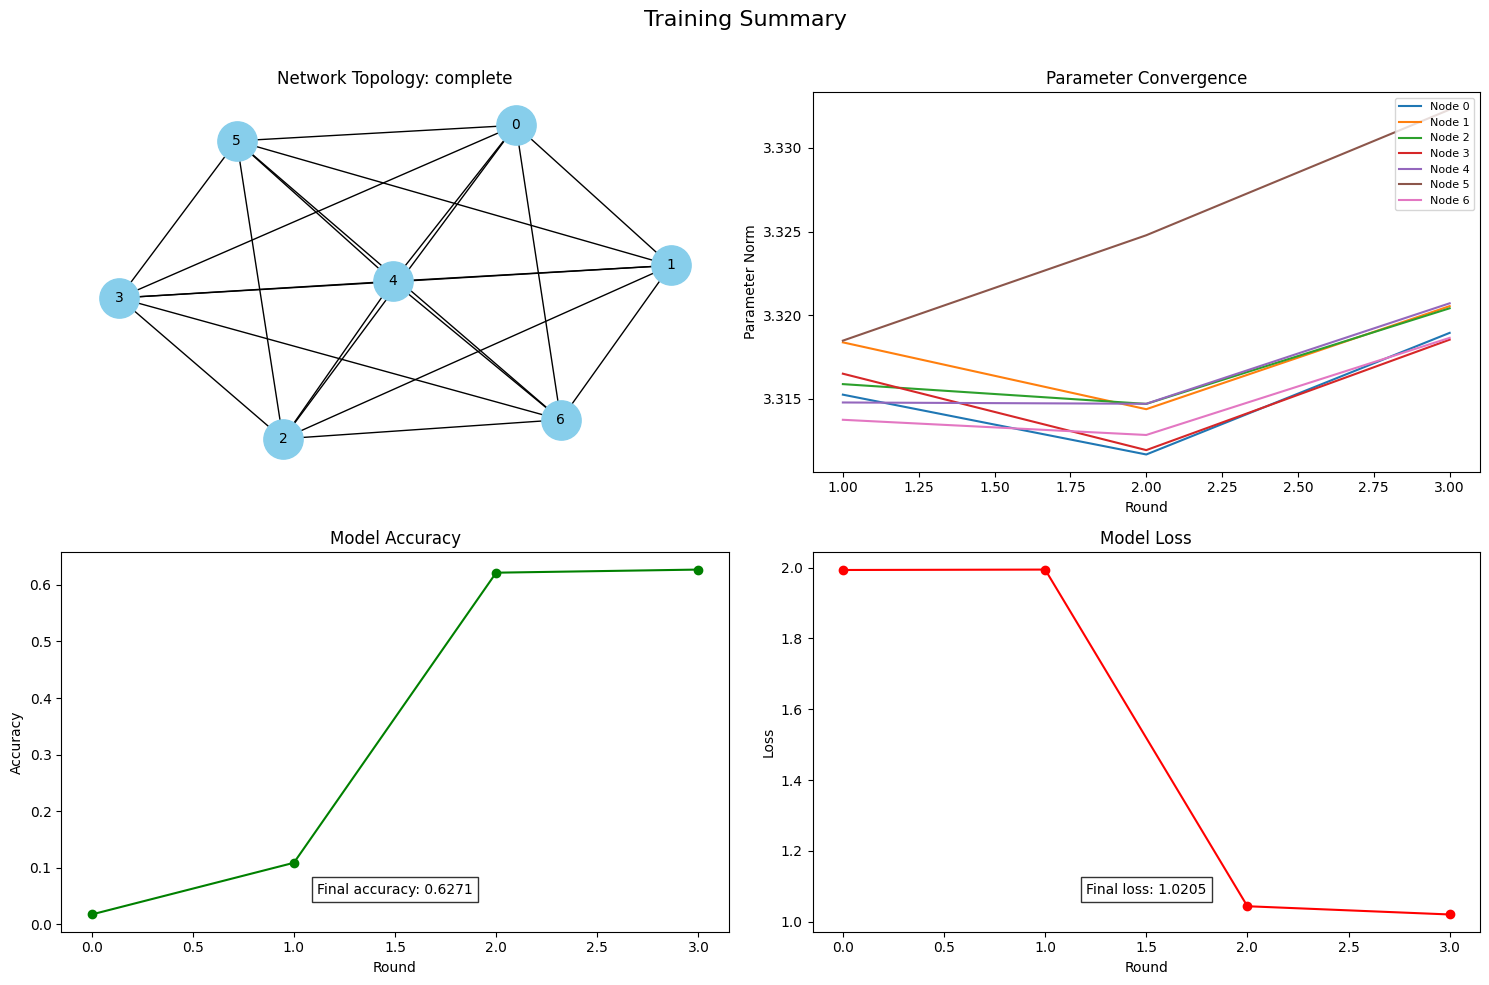 Training Summary
Network Topology: complete
5
0
1
4
3
6
2
Parameter Convergence
Parameter Norm
3.330
3.325
3.320
3.315
Node 0
Node 1
Node 2
Node 3
Node 4
Node 5
Node 6
1.00 1.25 1.50 1.75 2.00 2.25 2.50 2.75 3.00
Round
Model Accuracy
Accuracy
0.6
0.5
0.4
0.3
0.2
0.1
0.0
Final accuracy: 0.6271
0.0 0.5 1.0 1.5 2.0 2.5 3.0
Round
Model Loss
Loss
2.0
1.8
1.6
1.4
1.2
1.0
Final loss: 1.0205
0.0 0.5 1.0 1.5 2.0 2.5 3.0
Round